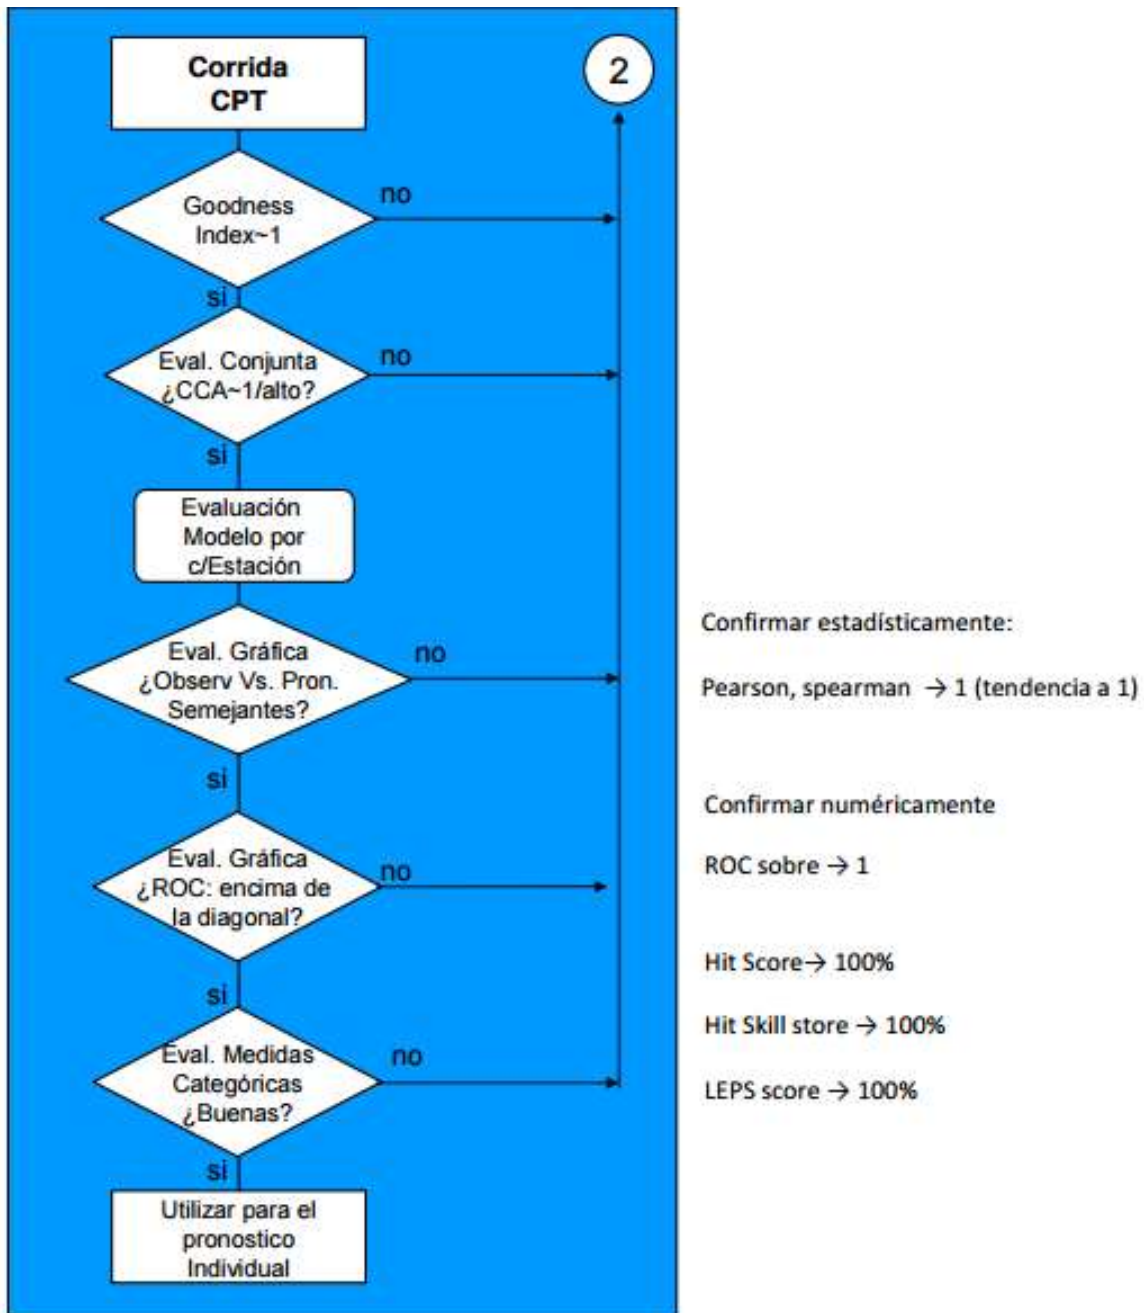 Corrida
CPT
2
Goodness
Index~1
no
si
Eval. Conjunta
¿CCA~1/alto?
no
si
Evaluación
Modelo por
c/Estación
Eval. Gráfica
¿Observ Vs. Pron.
Semejantes?
no
Confirmar estadísticamente:
Pearson, spearman → 1 (tendencia a 1)
si
Eval. Gráfica
¿ROC: encima de
la diagonal?
no
Confirmar numéricamente
ROC sobre → 1
si
Eval. Medidas
Categóricas
¿Buenas?
no
Hit Score→ 100%
Hit Skill store → 100%
LEPS score → 100%
si
Utilizar para el
pronostico
Individual